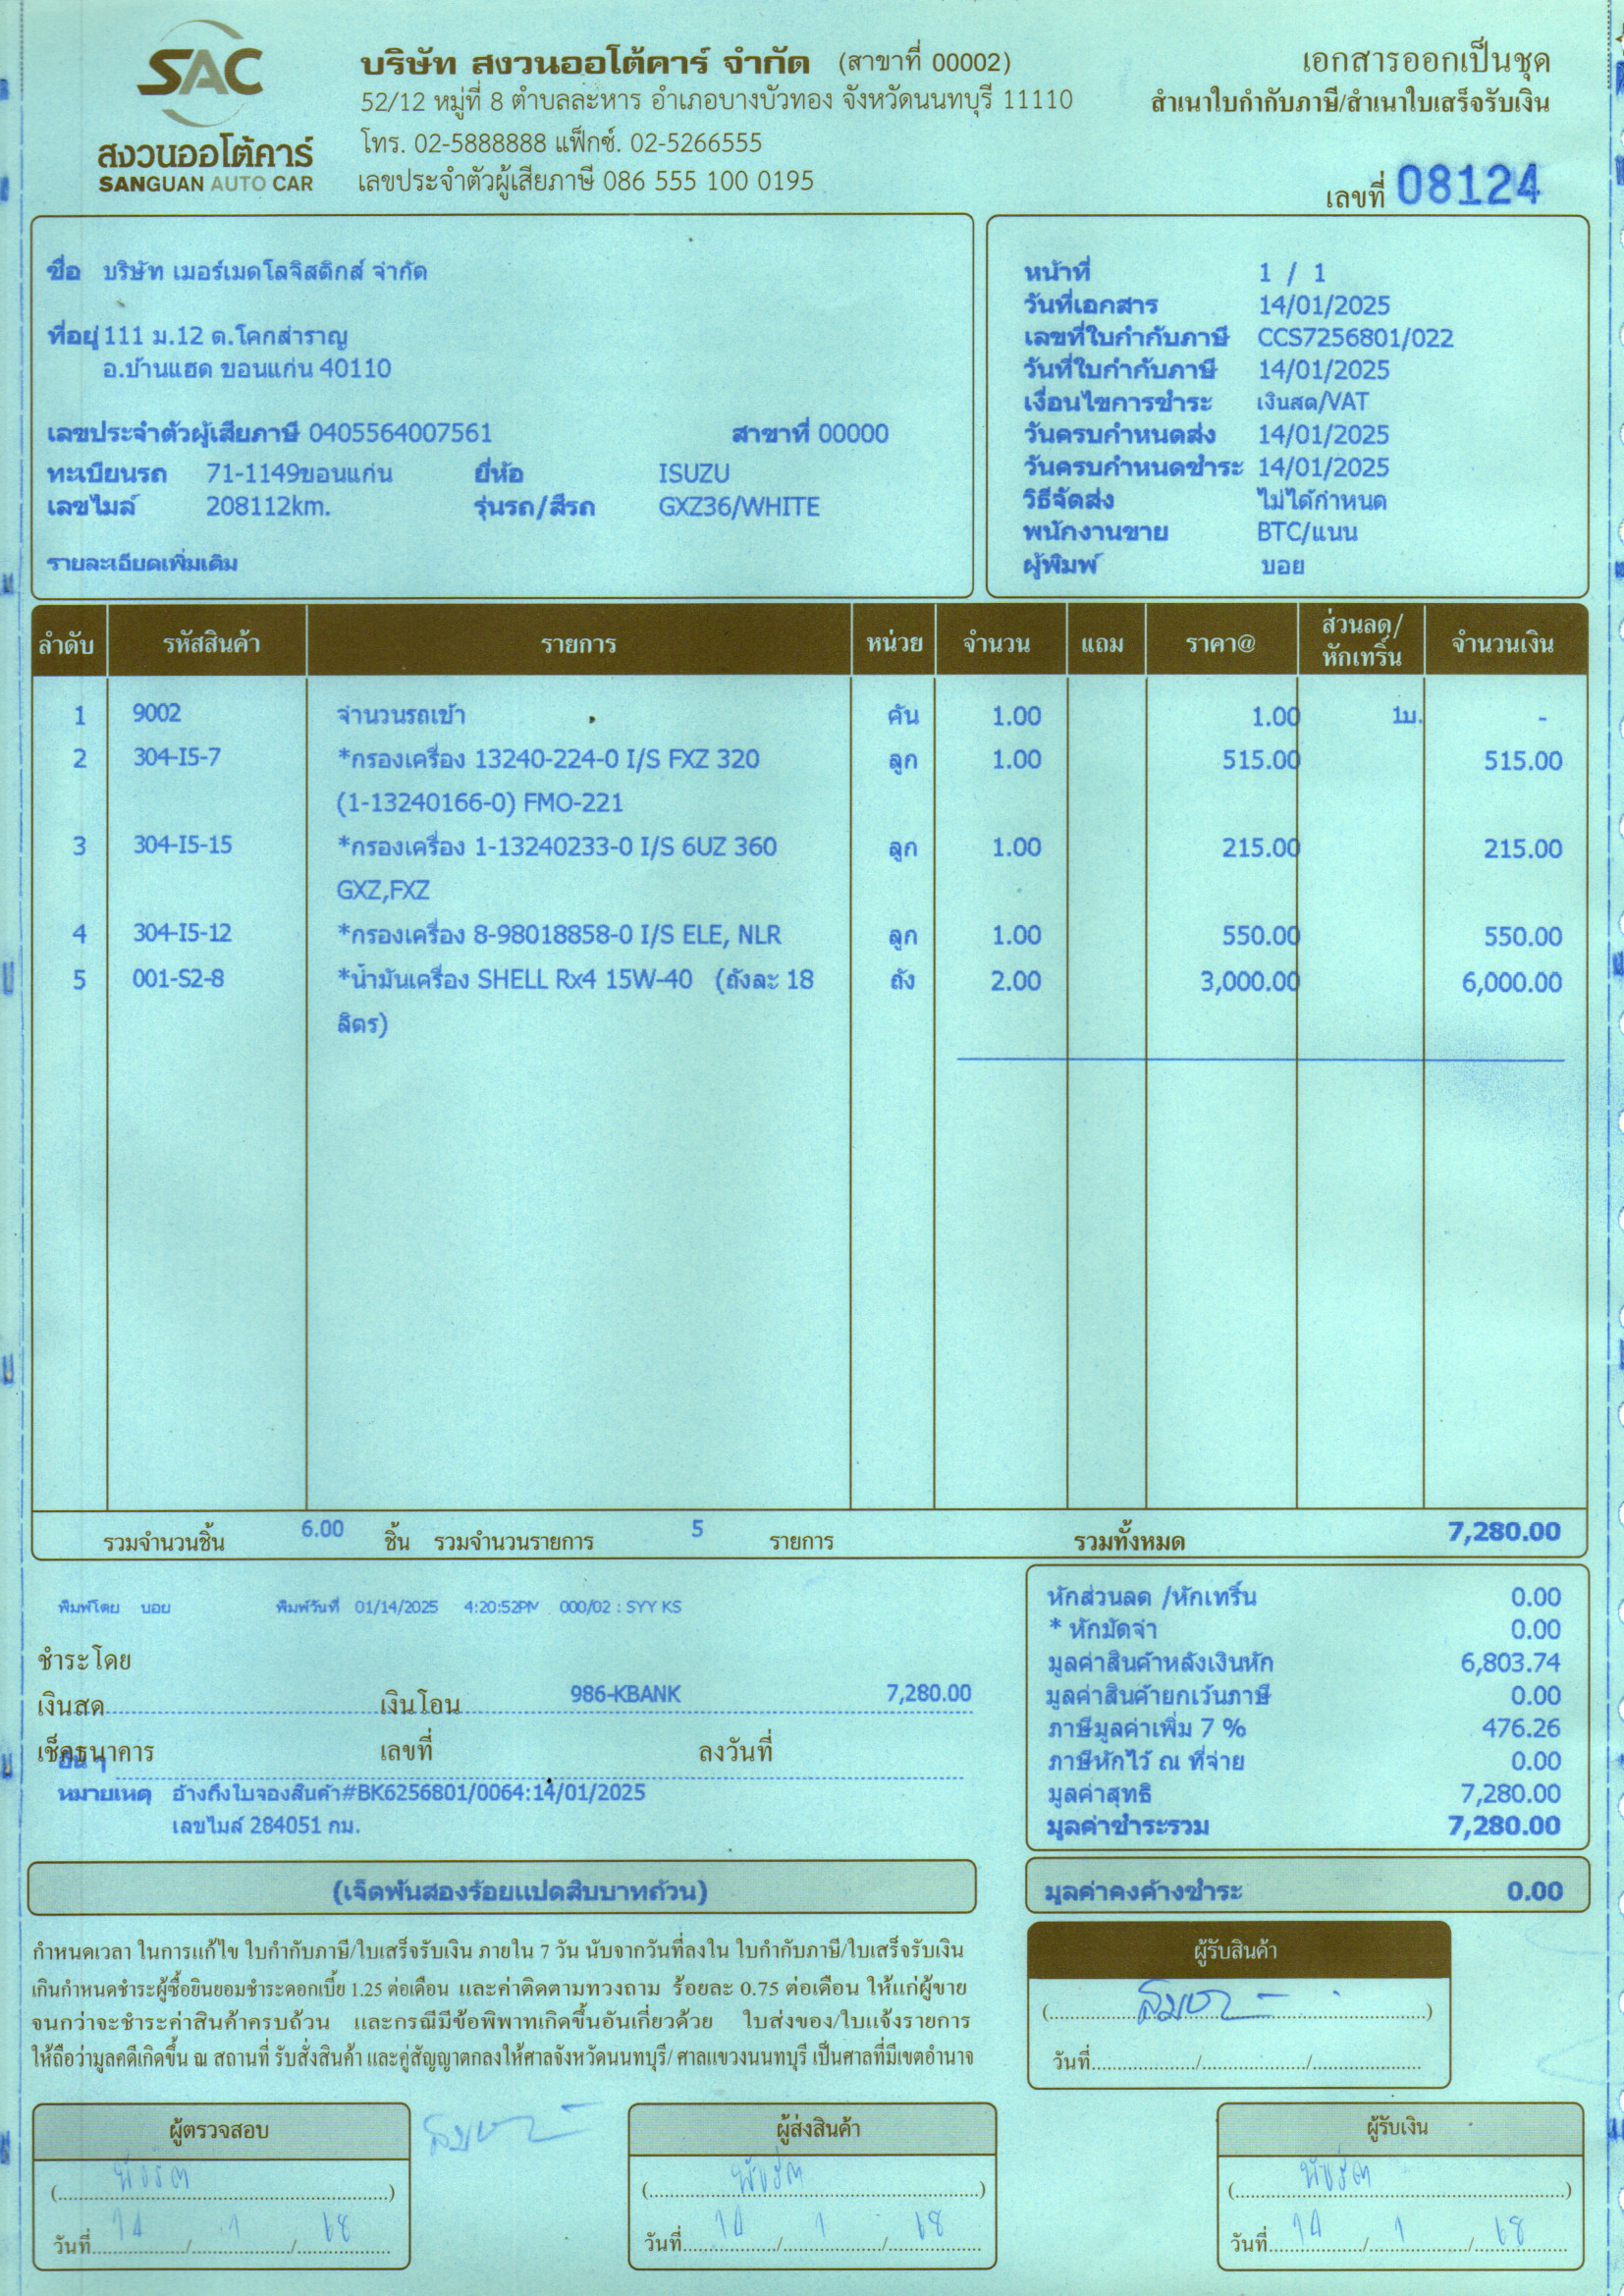 SAC
สงวนออโต้คาร์
SANGUAN AUTO CAR
บริษัท สงวนออโต้คาร์ จำกัด (สาขาที่ 00002)
52/12 หมู่ที่ 8 ตำบลละหาร อำเภอบางบัวทอง จังหวัดนนทบุรี 11110
โทร. 02-5888888 แฟ็กซ์. 02-5266555
เลขประจำตัวผู้เสียภาษี 086 555 100 0195
เอกสารออกเป็นชุด
สำเนาใบกำกับภาษี/สำเนาใบเสร็จรับเงิน
เลขที่ 08124
ชื่อ บริษัท เมอร์เมดโลจิสติกส์ จำกัด
ที่อยู่ 111 ม.12 ต.โคกสำราญ
อ.บ้านแฮด ขอนแก่น 40110
เลขประจำตัวผู้เสียภาษี 0405564007561 สาขาที่ 00000
ทะเบียนรถ 71-1149ขอนแก่น ยี่ห้อ ISUZU
เลขไมล์ 208112km. รุ่นรถ/สีรถ GXZ36/WHITE
รายละเอียดเพิ่มเติม
หน้าที่ 1 / 1
วันที่เอกสาร 14/01/2025
เลขที่ใบกำกับภาษี CCS7256801/022
วันที่ใบกำกับภาษี 14/01/2025
เงื่อนไขการชำระ เงินสด/VAT
วันครบกำหนดส่ง 14/01/2025
วันครบกำหนดชำระ 14/01/2025
วิธีจัดส่ง ไม่ได้กำหนด
พนักงานขาย BTC/แนน
ผู้พิมพ์ บอย
ลำดับ รหัสสินค้า รายการ หน่วย จำนวน แถม ราคา@ ส่วนลด/หักเทริ์น จำนวนเงิน
1 9002 จำนวนรถเข้า คัน 1.00 1.00 1บ. -
2 304-I5-7 *กรองเครื่อง 13240-224-0 I/S FXZ 320 ลูก 1.00 515.00 515.00
(1-13240166-0) FMO-221
3 304-I5-15 *กรองเครื่อง 1-13240233-0 I/S 6UZ 360 ลูก 1.00 215.00 215.00
GXZ,FXZ
4 304-I5-12 *กรองเครื่อง 8-98018858-0 I/S ELE, NLR ลูก 1.00 550.00 550.00
5 001-S2-8 *น้ำมันเครื่อง SHELL Rx4 15W-40 (ถังละ 18 ถัง 2.00 3,000.00 6,000.00
ลิตร)
รวมจำนวนชิ้น 6.00 ชิ้น รวมจำนวนรายการ 5 รายการ รวมทั้งหมด 7,280.00
พิมพ์โดย บอย พิมพ์วันที่ 01/14/2025 4:20:52PM 000/02 : SYY KS
ชำระโดย
เงินสด เงินโอน 986-KBANK 7,280.00
เช็คธนาคาร เลขที่ ลงวันที่
อื่น ๆ
หมายเหตุ อ้างถึงใบจองสินค้า#BK6256801/0064:14/01/2025
เลขไมล์ 284051 กม.
หักส่วนลด /หักเทริ์น 0.00
* หักมัดจำ 0.00
มูลค่าสินค้าหลังเงินหัก 6,803.74
มูลค่าสินค้ายกเว้นภาษี 0.00
ภาษีมูลค่าเพิ่ม 7 % 476.26
ภาษีหักไว้ ณ ที่จ่าย 0.00
มูลค่าสุทธิ 7,280.00
มูลค่าชำระรวม 7,280.00
(เจ็ดพันสองร้อยแปดสิบบาทถ้วน)
มูลค่าคงค้างชำระ 0.00
กำหนดเวลา ในการแก้ไข ใบกำกับภาษี/ใบเสร็จรับเงิน ภายใน 7 วัน นับจากวันที่ลงใน ใบกำกับภาษี/ใบเสร็จรับเงิน
เกินกำหนดชำระผู้ซื้อยินยอมชำระดอกเบี้ย 1.25 ต่อเดือน และค่าติดตามทวงถาม ร้อยละ 0.75 ต่อเดือน ให้แก่ผู้ขาย
จนกว่าจะชำระค่าสินค้าครบถ้วน และกรณีมีข้อพิพาทเกิดขึ้นอันเกี่ยวด้วย ใบส่งของ/ใบแจ้งรายการ
ให้ถือว่ามูลคดีเกิดขึ้น ณ สถานที่ รับสั่งสินค้า และคู่สัญญาตกลงให้ศาลจังหวัดนนทบุรี/ ศาลแขวงนนทบุรี เป็นศาลที่มีเขตอำนาจ
ผู้รับสินค้า
วันที่ / /
ผู้ตรวจสอบ
วันที่ 14 / 1 / 68
ผู้ส่งสินค้า
วันที่ 14 / 1 / 68
ผู้รับเงิน
วันที่ 14 / 1 / 68